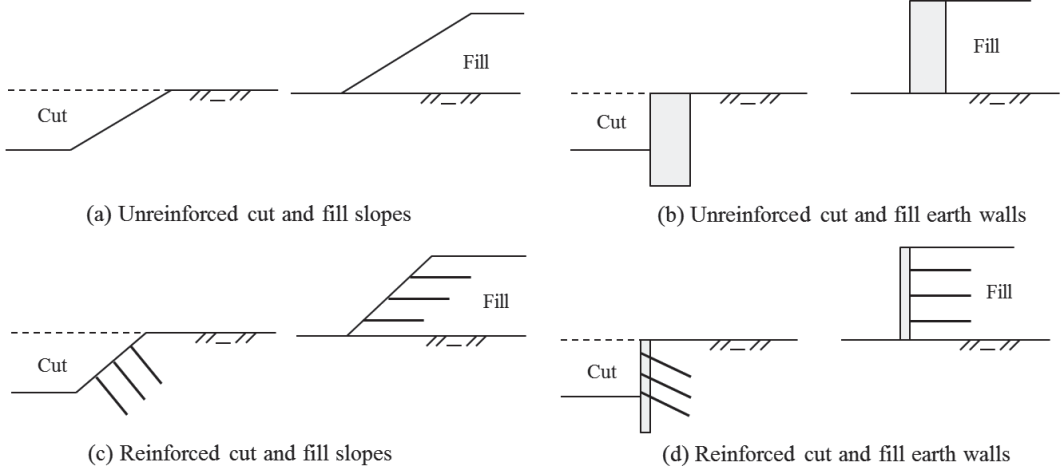 Cut
Fill
(a) Unreinforced cut and fill slopes
Cut
Fill
(b) Unreinforced cut and fill earth walls
Cut
Fill
(c) Reinforced cut and fill slopes
Cut
Fill
(d) Reinforced cut and fill earth walls